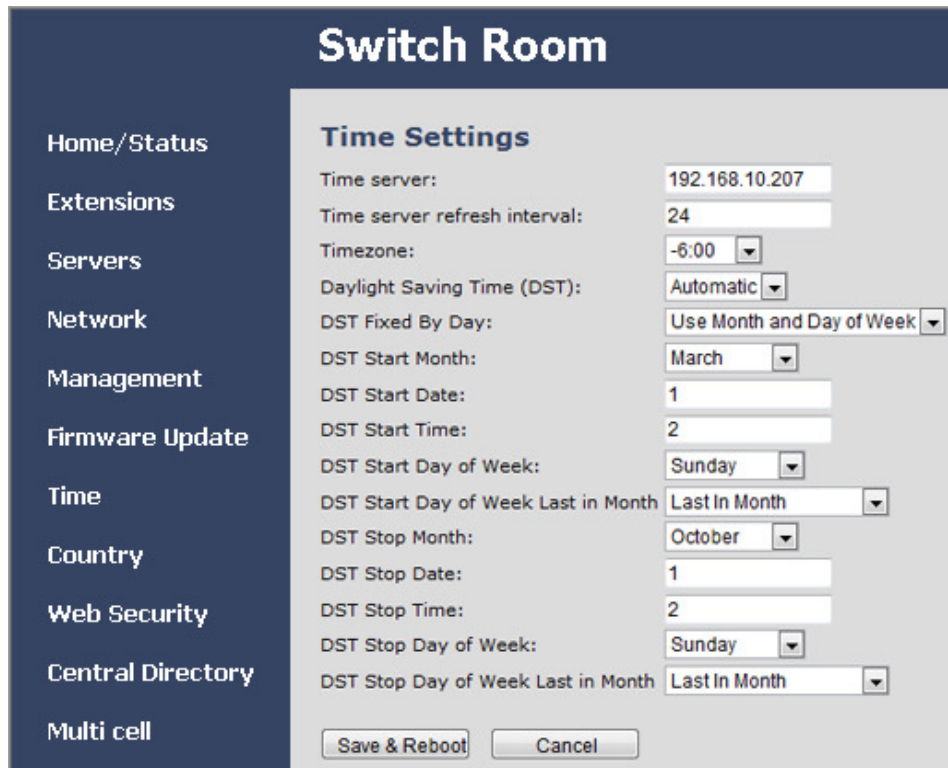 Switch Room
Home/Status
Extensions
Servers
Network
Management
Firmware Update
Time
Country
Web Security
Central Directory
Multi cell
Time Settings
Time server: 192.168.10.207
Time server refresh interval: 24
Timezone: -6:00
Daylight Saving Time (DST): Automatic
DST Fixed By Day: Use Month and Day of Week
DST Start Month: March
DST Start Date: 1
DST Start Time: 2
DST Start Day of Week: Sunday
DST Start Day of Week Last in Month Last In Month
DST Stop Month: October
DST Stop Date: 1
DST Stop Time: 2
DST Stop Day of Week: Sunday
DST Stop Day of Week Last in Month Last In Month
Save & Reboot Cancel